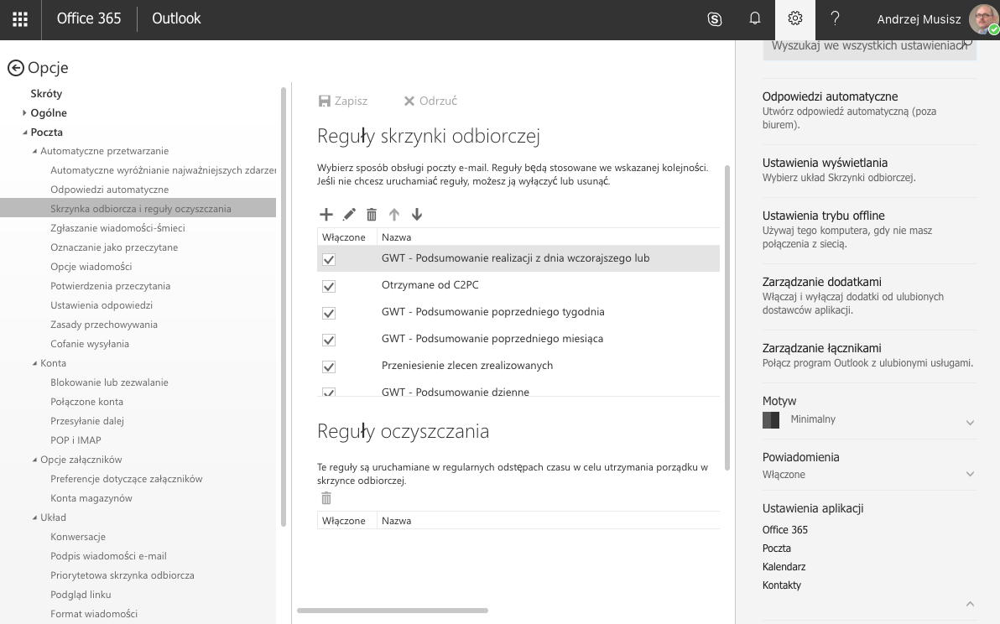 Office 365
Outlook
Andrzej Musisz
Opcje
Skróty
Ogólne
Poczta
Automatyczne przetwarzanie
Automatyczne wyróżnianie najważniejszych zdarzeń
Odpowiedzi automatyczne
Skrzynka odbiorcza i reguły oczyszczania
Zgłaszanie wiadomości-śmieci
Oznaczanie jako przeczytane
Opcje wiadomości
Potwierdzenia przeczytania
Ustawienia odpowiedzi
Zasady przechowywania
Cofanie wysyłania
Konta
Blokowanie lub zezwalanie
Połączone konta
Przesyłanie dalej
POP i IMAP
Opcje załączników
Preferencje dotyczące załączników
Konta magazynów
Układ
Konwersacje
Podpis wiadomości e-mail
Priorytetowa skrzynka odbiorcza
Podgląd linku
Format wiadomości
Zapisz
Odrzuć
Reguły skrzynki odbiorczej
Wybierz sposób obsługi poczty e-mail. Reguły będą stosowane we wskazanej kolejności.
Jeśli nie chcesz uruchamiać reguły, możesz ją wyłączyć lub usunąć.
Włączone
Nazwa
GWT - Podsumowanie realizacji z dnia wczorajszego lub
Otrzymane od C2PC
GWT - Podsumowanie poprzedniego tygodnia
GWT - Podsumowanie poprzedniego miesiąca
Przeniesienie zlecen zrealizowanych
GWT - Podsumowanie dzienne
Reguły oczyszczania
Te reguły są uruchamiane w regularnych odstępach czasu w celu utrzymania porządku w
skrzynce odbiorczej.
Włączone
Nazwa
Wyszukaj we wszystkich ustawieniach
Odpowiedzi automatyczne
Utwórz odpowiedź automatyczną (poza
biurem).
Ustawienia wyświetlania
Wybierz układ Skrzynki odbiorczej.
Ustawienia trybu offline
Używaj tego komputera, gdy nie masz
połączenia z siecią.
Zarządzanie dodatkami
Włączaj i wyłączaj dodatki od ulubionych
dostawców aplikacji.
Zarządzanie łącznikami
Połącz program Outlook z ulubionymi usługami.
Motyw
Minimalny
Powiadomienia
Włączone
Ustawienia aplikacji
Office 365
Poczta
Kalendarz
Kontakty